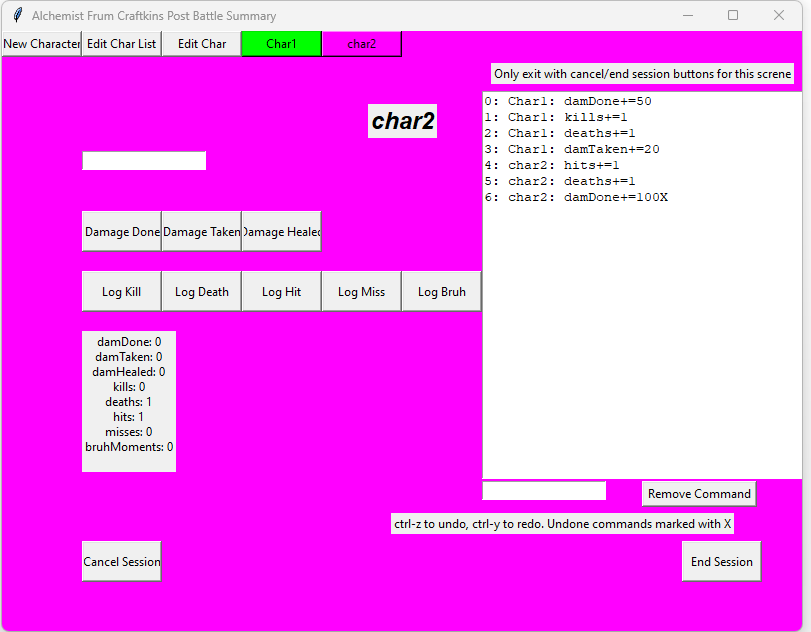 Alchemist Frum Craftkins Post Battle Summary
New Character Edit Char List Edit Char Char1 char2
Only exit with cancel/end session buttons for this screne
char2
0: Char1: damDone+=50
1: Char1: kills+=1
2: Char1: deaths+=1
3: Char1: damTaken+=20
4: char2: hits+=1
5: char2: deaths+=1
6: char2: damDone+=100X
Damage Done Damage Taken Damage Healed
Log Kill Log Death Log Hit Log Miss Log Bruh
damDone: 0
damTaken: 0
damHealed: 0
kills: 0
deaths: 1
hits: 1
misses: 0
bruhMoments: 0
Remove Command
ctrl-z to undo, ctrl-y to redo. Undone commands marked with X
Cancel Session End Session